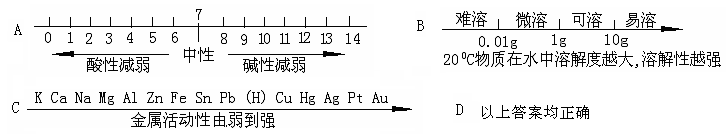 A
7
0 1 2 3 4 5 6 8 9 10 11 12 13 14
酸性减弱 中性 碱性减弱
B
难溶 微溶 可溶 易溶
0.01g 1g 10g
20⁰C物质在水中溶解度越大,溶解性越强
C K Ca Na Mg Al Zn Fe Sn Pb (H) Cu Hg Ag Pt Au
金属活动性由弱到强
D 以上答案均正确